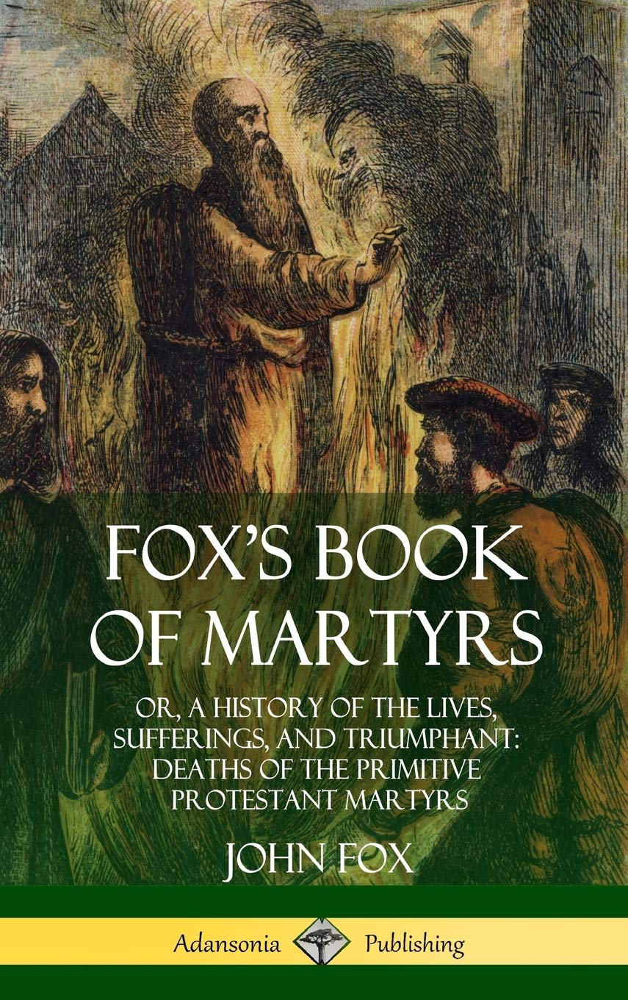 FOX'S BOOK
OF MARTYRS
OR, A HISTORY OF THE LIVES,
SUFFERINGS, AND TRIUMPHANT:
DEATHS OF THE PRIMITIVE
PROTESTANT MARTYRS
JOHN FOX
Adansonia Publishing